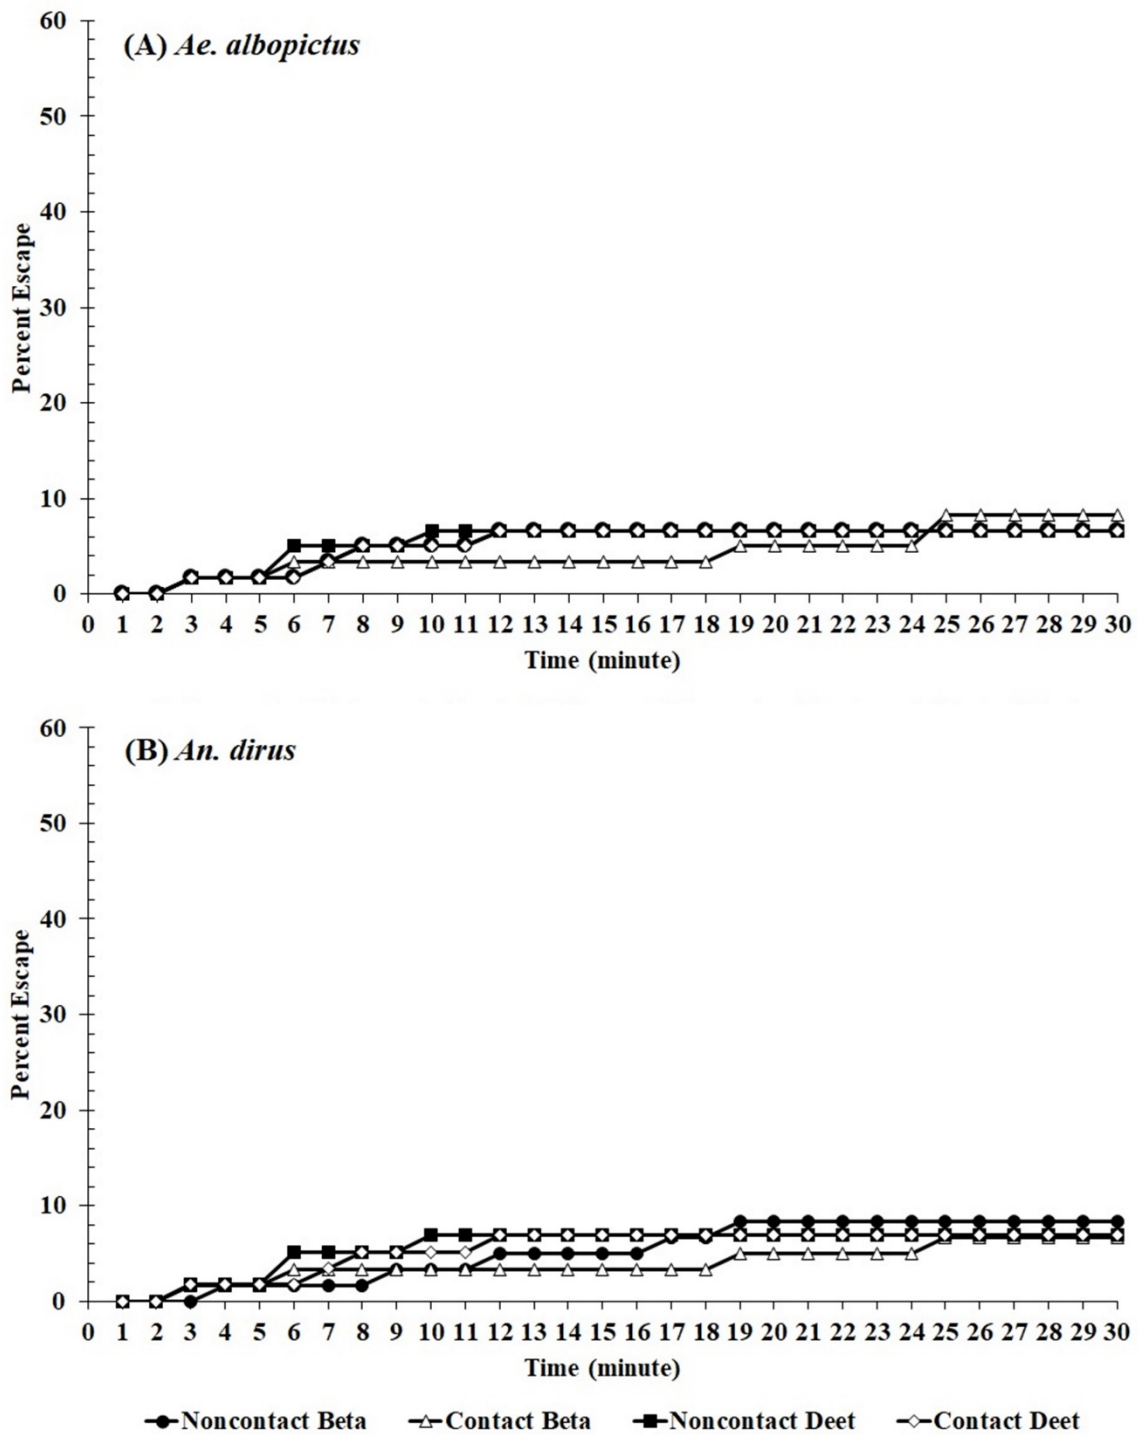 60
(A) Ae. albopictus
50
40
30
20
10
0
Percent Escape
0 1 2 3 4 5 6 7 8 9 10 11 12 13 14 15 16 17 18 19 20 21 22 23 24 25 26 27 28 29 30
Time (minute)
60
(B) An. dirus
50
40
30
20
10
0
Percent Escape
0 1 2 3 4 5 6 7 8 9 10 11 12 13 14 15 16 17 18 19 20 21 22 23 24 25 26 27 28 29 30
Time (minute)
Noncontact Beta Contact Beta Noncontact Deet Contact Deet